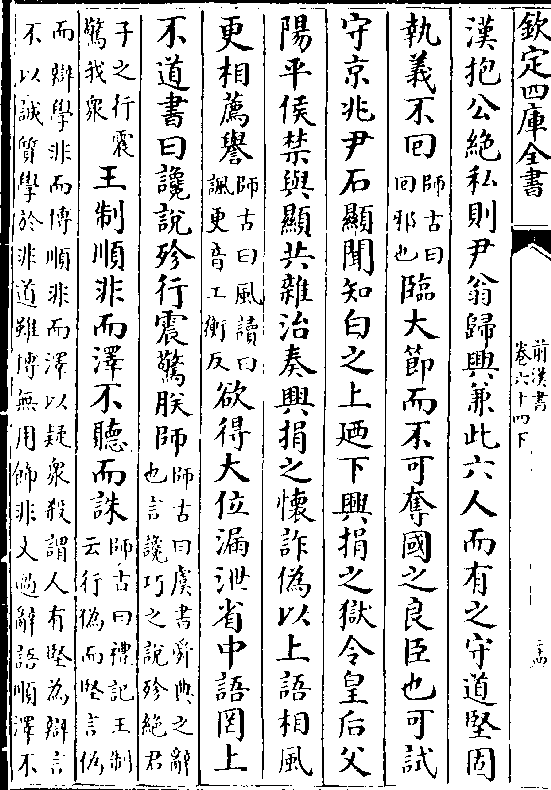 欽定四庫全書
前漢書
卷六十四下
漢抱公絶私則尹翁歸興兼此六人而有之守道堅固
執義不囘師古曰囘邪也臨大節而不可奪國之良臣也可試
守京兆尹石顯聞知白之上廼下興捐之獄令皇后父
陽平侯禁與顯共雜治奏興捐之懷詐偽以上語相風
更相薦譽師古曰風讀曰諷更音工衡反欲得大位漏泄省中語罔上
不道書曰讒說殄行震驚朕師師古曰虞書舜典之辭也言讒巧之說殄絶君
子之行震驚我衆王制順非而澤不聽而誅師古曰禮記王制云行偽而堅言偽
而辯學非而博順非而澤以疑衆殺謂人有堅為辯言
不以誠質學於非道雖博無用飾非文過辭語順澤不